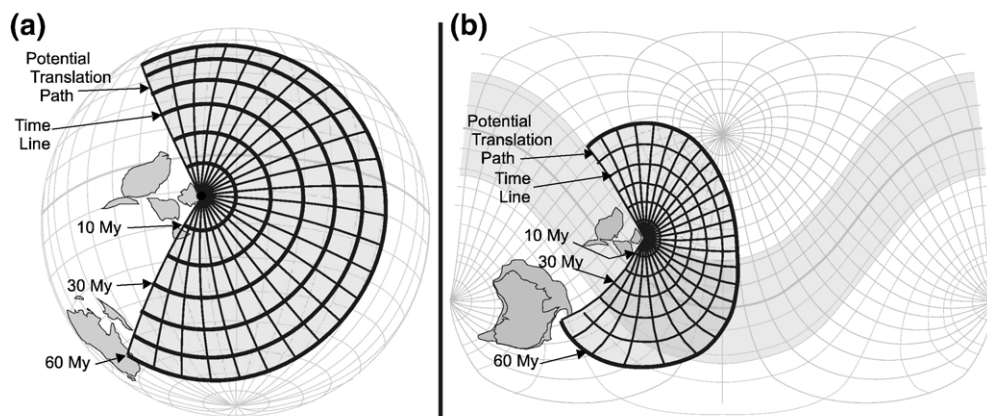 (a)
Potential
Translation
Path
Time
Line
10 My
30 My
60 My
(b)
Potential
Translation
Path
Time
Line
10 My
30 My
60 My